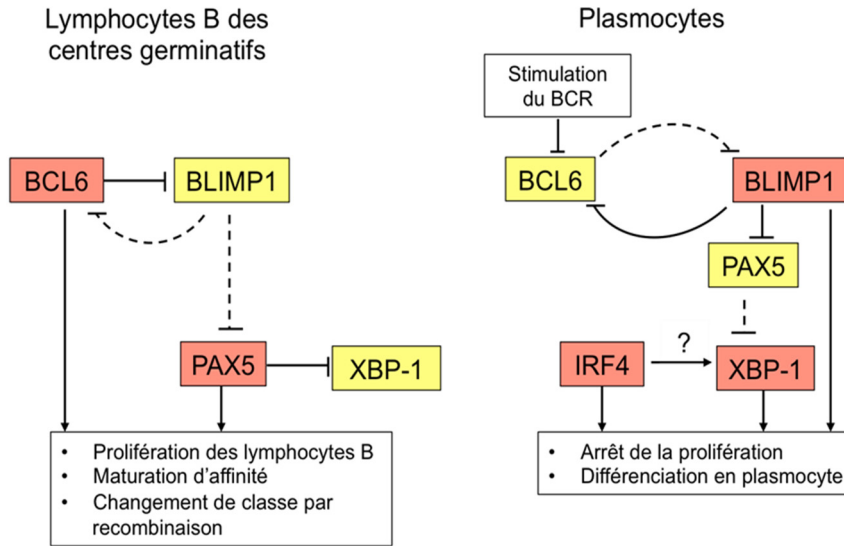 Lymphocytes B des
centres germinatifs
BCL6
BLIMP1
PAX5
XBP-1
• Prolifération des lymphocytes B
• Maturation d'affinité
• Changement de classe par
recombinaison
Plasmocytes
Stimulation
du BCR
BCL6
BLIMP1
PAX5
IRF4
?
XBP-1
• Arrêt de la prolifération
• Différenciation en plasmocyte